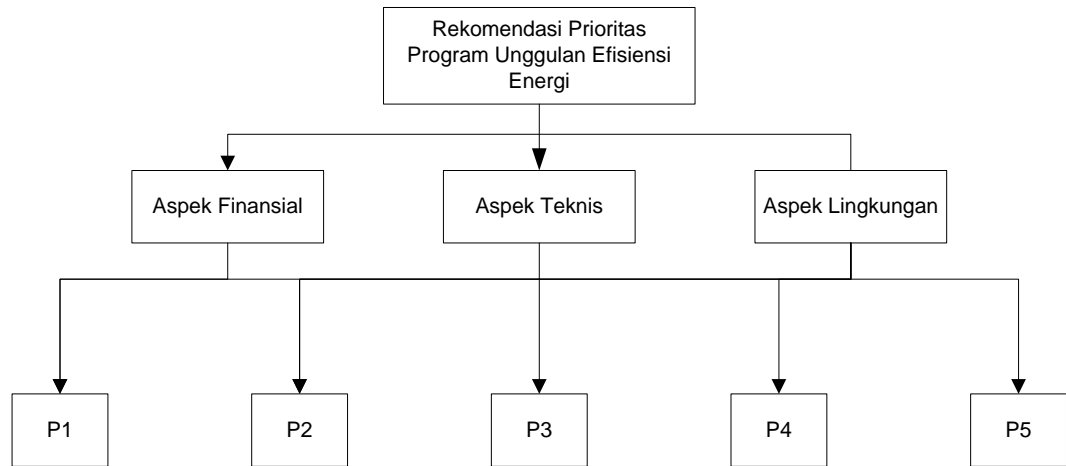 Rekomendasi Prioritas
Program Unggulan Efisiensi
Energi
Aspek Finansial
Aspek Teknis
Aspek Lingkungan
P1
P2
P3
P4
P5